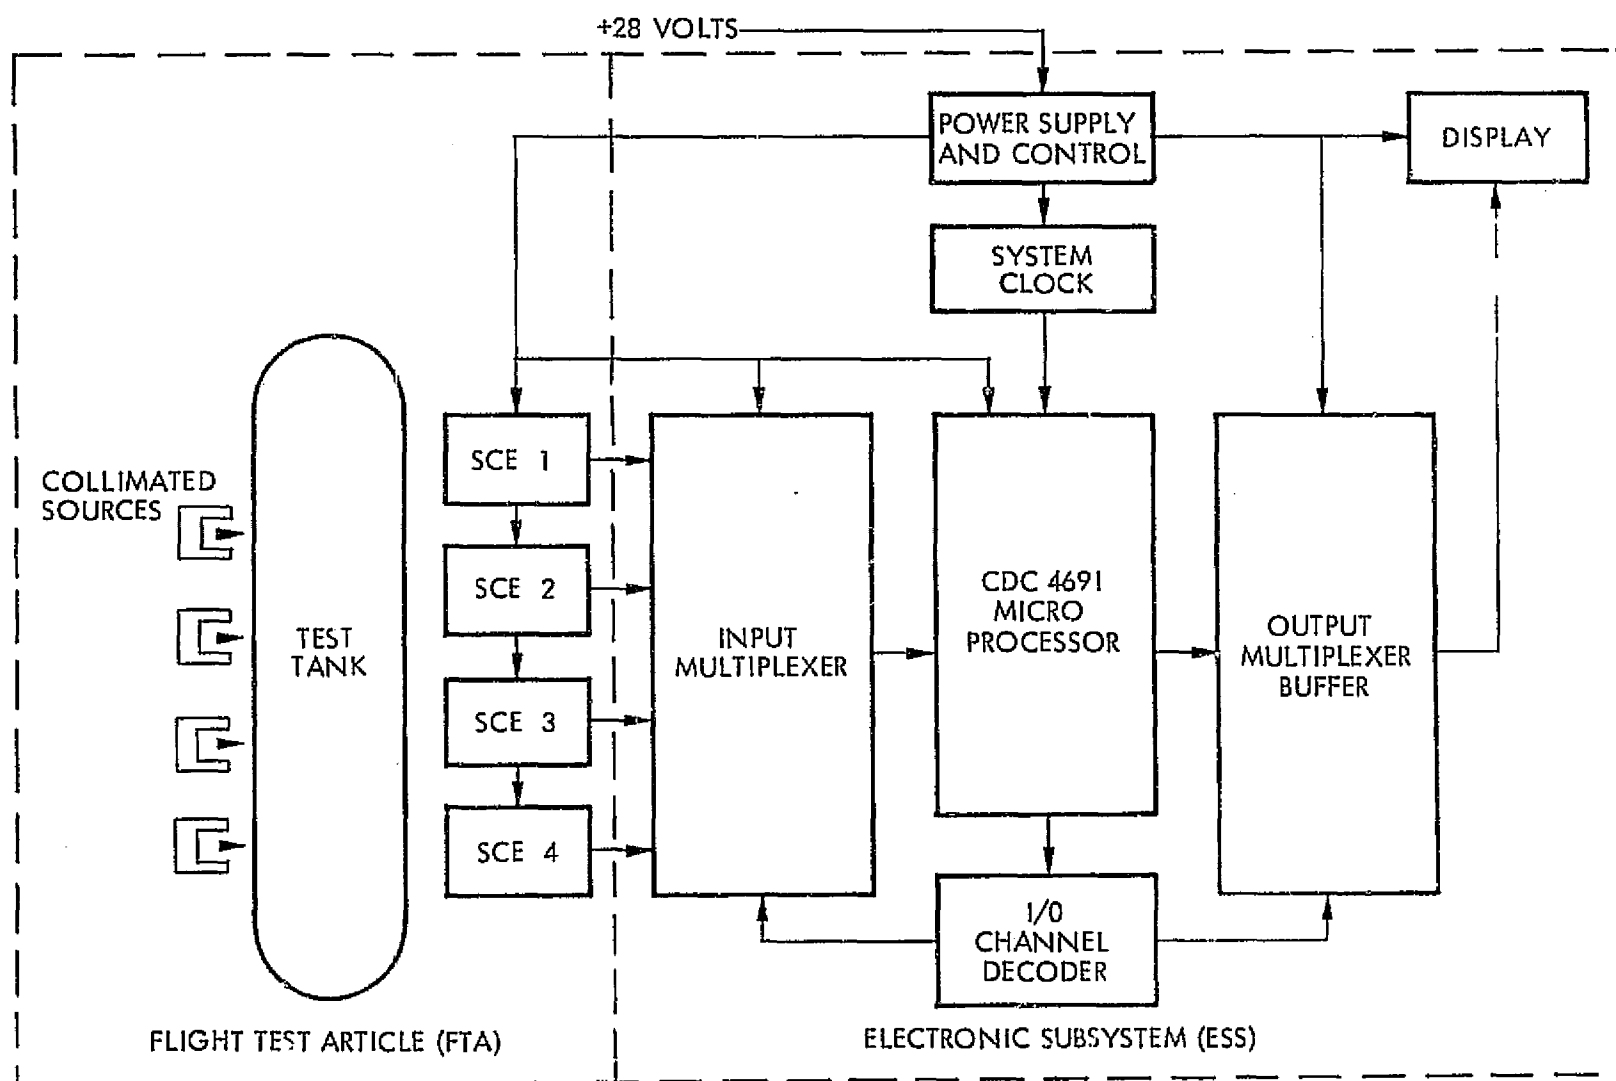 +28 VOLTS
POWER SUPPLY
AND CONTROL
DISPLAY
SYSTEM
CLOCK
COLLIMATED
SOURCES
TEST
TANK
SCE 1
SCE 2
SCE 3
SCE 4
INPUT
MULTIPLEXER
CDC 4691
MICRO
PROCESSOR
OUTPUT
MULTIPLEXER
BUFFER
I/O
CHANNEL
DECODER
FLIGHT TEST ARTICLE (FTA)
ELECTRONIC SUBSYSTEM (ESS)